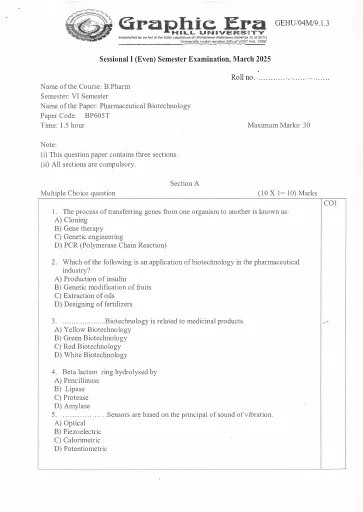 Graphic Era
HILL UNIVERSITY
GEHU/04M/9.1.3
Sessional I (Even) Semester Examination, March 2025
Roll no.
Name of the Course: B.Pharm
Semester: VI Semester
Name of the Paper: Pharmaceutical Biotechnology
Paper Code: BP605T
Time: 1.5 hour Maximum Marks: 30
Note:
(i) This question paper contains three sections.
(ii) All sections are compulsory.
Section A
Multiple Choice question (10 X 1= 10) Marks
CO1
1. The process of transferring genes from one organism to another is known as:
A) Cloning
B) Gene therapy
C) Genetic engineering
D) PCR (Polymerase Chain Reaction)
2. Which of the following is an application of biotechnology in the pharmaceutical
industry?
A) Production of insulin
B) Genetic modification of fruits
C) Extraction of oils
D) Designing of fertilizers
3. ....................Biotechnology is related to medicinal products
A) Yellow Biotechnology
B) Green Biotechnology
C) Red Biotechnology
D) White Biotechnology
4. Beta lactam ring hydrolysed by
A) Pencillinase
B) Lipase
C) Protease
D) Amylase
5. ....................Sensors are based on the principal of sound of vibration.
A) Optical
B) Piezoelectric
C) Calorimetric
D) Potentiometric